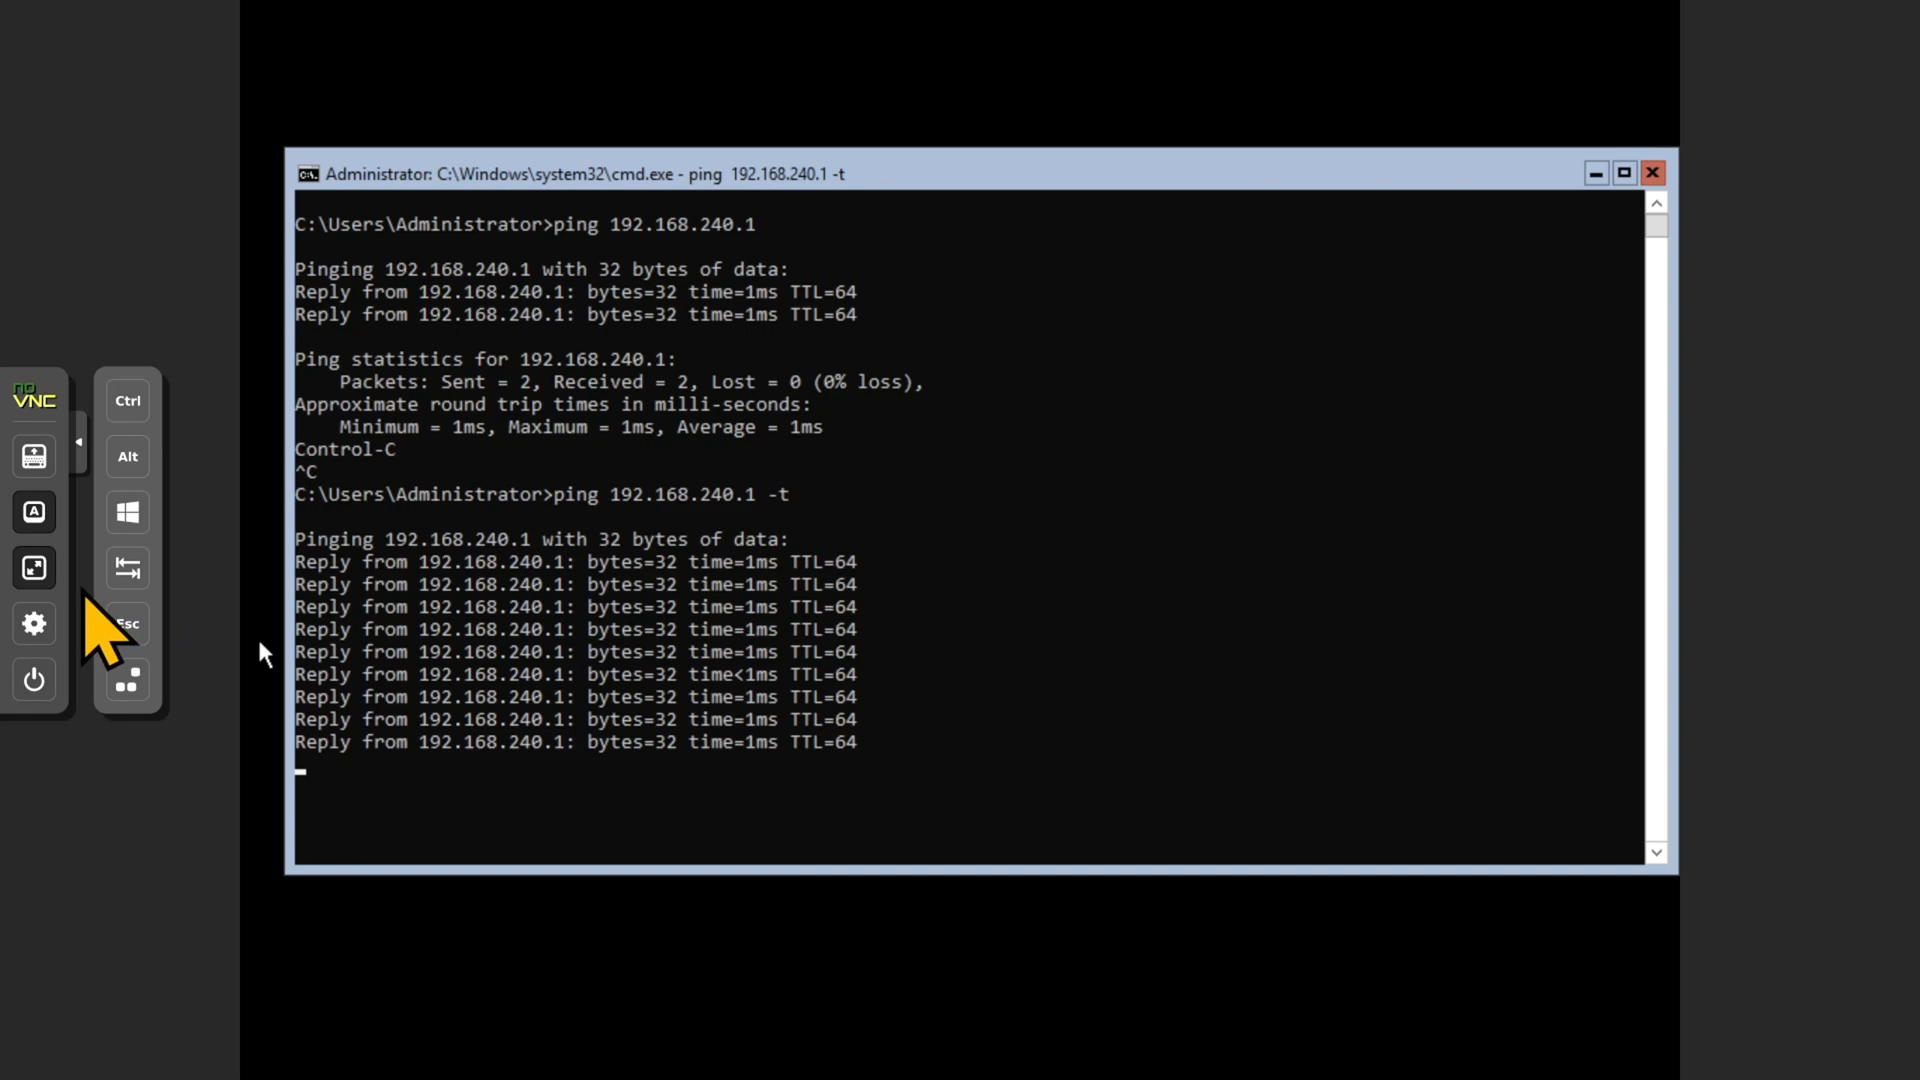 Administrator: C:\Windows\system32\cmd.exe - ping  192.168.240.1 -t
C:\Users\Administrator>ping 192.168.240.1
Pinging 192.168.240.1 with 32 bytes of data:
Reply from 192.168.240.1: bytes=32 time=1ms TTL=64
Reply from 192.168.240.1: bytes=32 time=1ms TTL=64
Ping statistics for 192.168.240.1:
    Packets: Sent = 2, Received = 2, Lost = 0 (0% loss),
Approximate round trip times in milli-seconds:
    Minimum = 1ms, Maximum = 1ms, Average = 1ms
Control-C
^C
C:\Users\Administrator>ping 192.168.240.1 -t
Pinging 192.168.240.1 with 32 bytes of data:
Reply from 192.168.240.1: bytes=32 time=1ms TTL=64
Reply from 192.168.240.1: bytes=32 time=1ms TTL=64
Reply from 192.168.240.1: bytes=32 time=1ms TTL=64
Reply from 192.168.240.1: bytes=32 time=1ms TTL=64
Reply from 192.168.240.1: bytes=32 time=1ms TTL=64
Reply from 192.168.240.1: bytes=32 time<1ms TTL=64
Reply from 192.168.240.1: bytes=32 time=1ms TTL=64
Reply from 192.168.240.1: bytes=32 time=1ms TTL=64
Reply from 192.168.240.1: bytes=32 time=1ms TTL=64
no
VNC
A
Ctrl
Alt
Esc